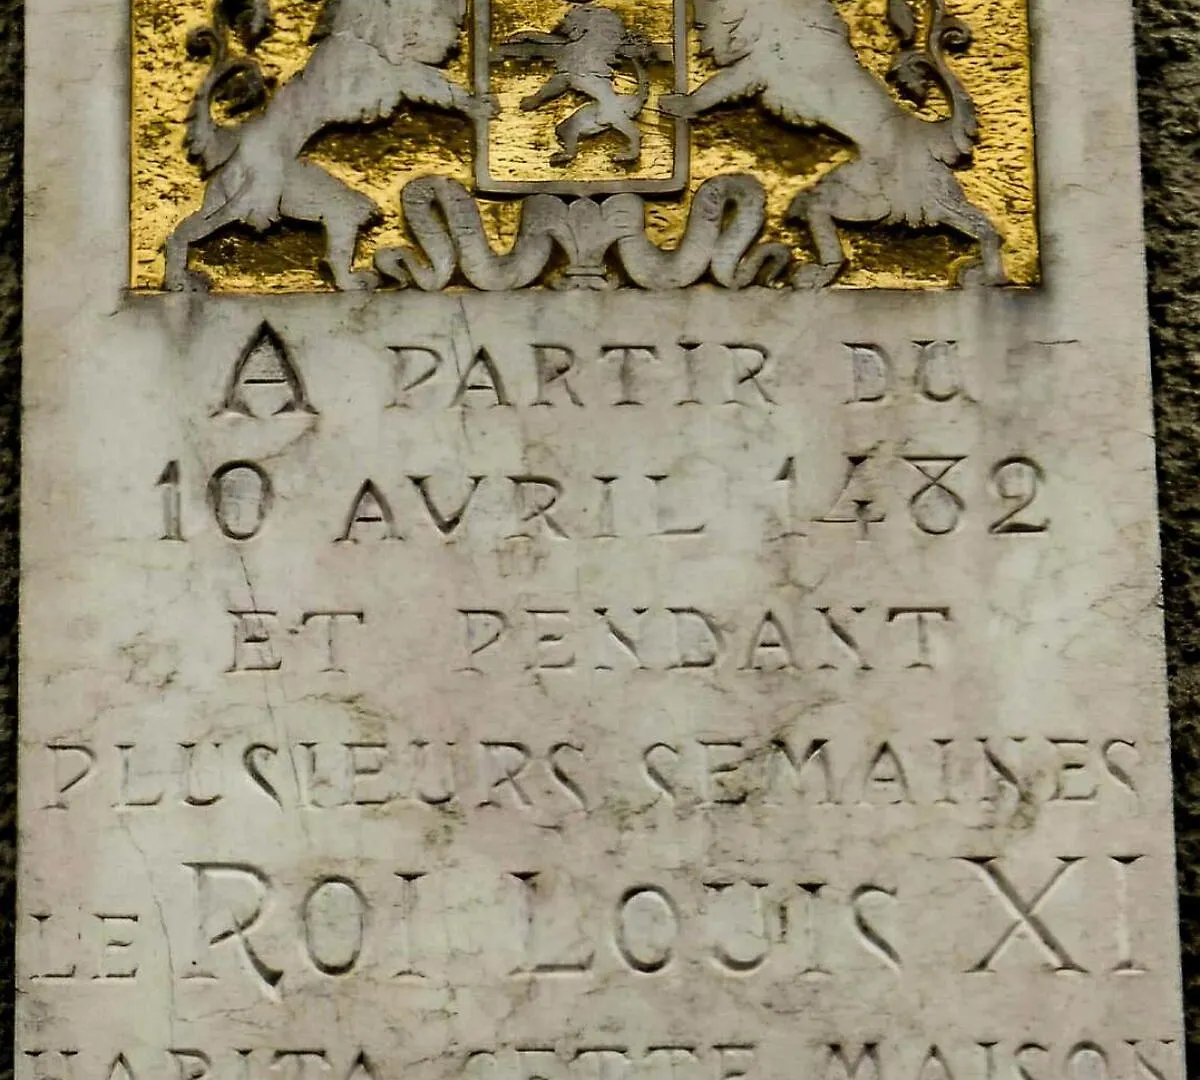 A PARTIR DU
10 AVRIL 1482
ET PENDANT
PLUSIEURS SEMAINES
LE ROI LOUIS XI
HABITA CETTE MAISON